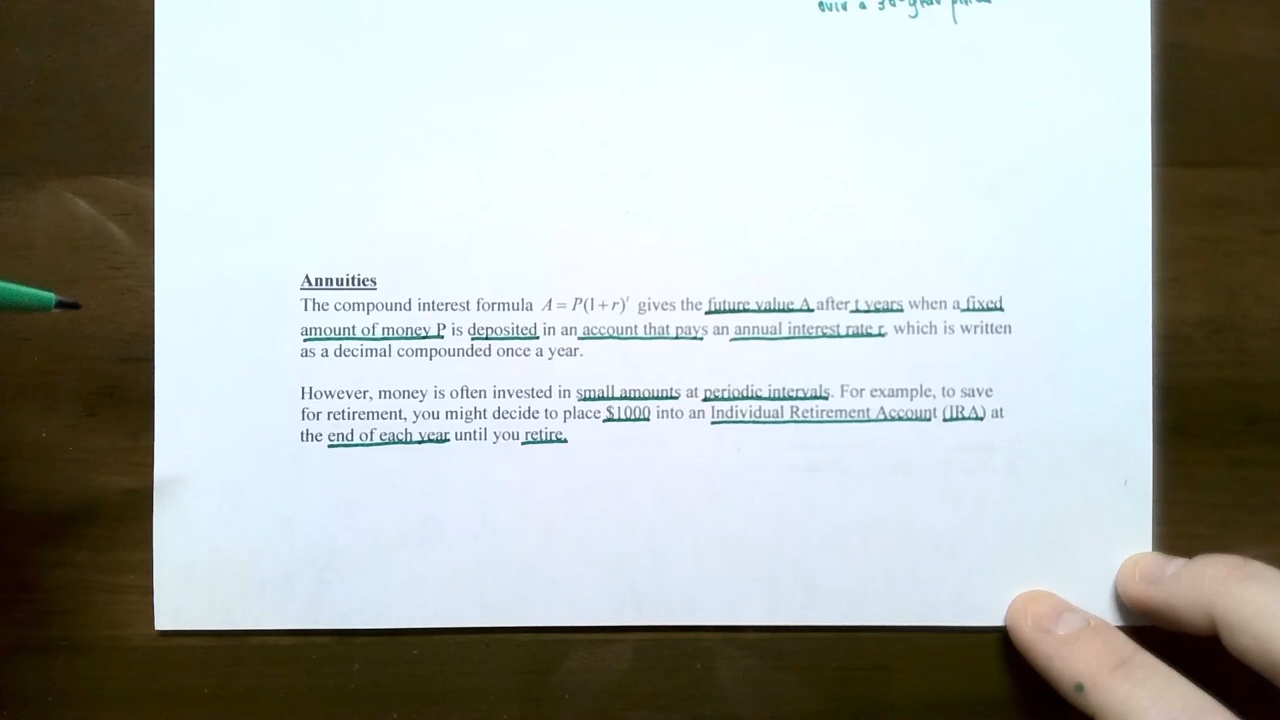 a 30-year
Annuities
The compound interest formula A = P(1+r)^t gives the future value A after t years when a fixed
amount of money P is deposited in an account that pays an annual interest rate r, which is written
as a decimal compounded once a year.
However, money is often invested in small amounts at periodic intervals. For example, to save
for retirement, you might decide to place $1000 into an Individual Retirement Account (IRA) at
the end of each year until you retire.